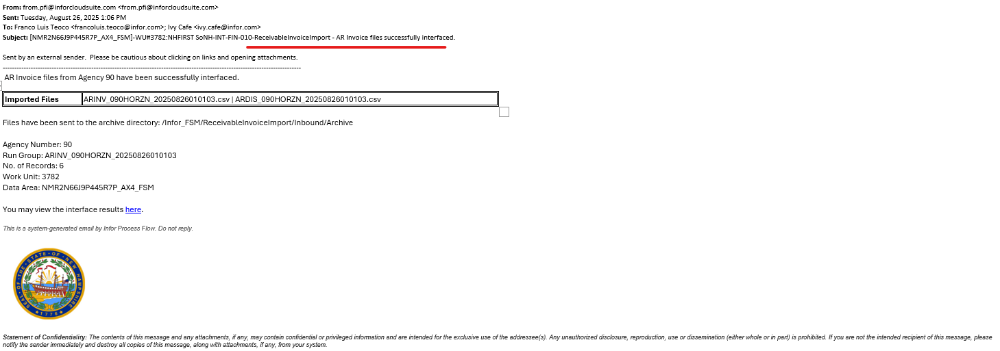 From: from.pfi@inforcloudsuite.com <from.pfi@inforcloudsuite.com>
Sent: Tuesday, August 26, 2025 1:06 PM
To: Franco Luis Teoco <francoluis.teoco@infor.com>; Ivy Cafe <ivy.cafe@infor.com>
Subject: [NMR2N66J9P445R7P_AX4_FSM]-WU#3782:NHFIRST SoNH-INT-FIN-010-ReceivableInvoiceImport - AR Invoice files successfully interfaced.
Sent by an external sender. Please be cautious about clicking on links and opening attachments.
AR Invoice files from Agency 90 have been successfully interfaced.
Imported Files ARINV_090HORZN_20250826010103.csv | ARDIS_090HORZN_20250826010103.csv
Files have been sent to the archive directory: /Infor_FSM/ReceivableInvoiceImport/Inbound/Archive
Agency Number: 90
Run Group: ARINV_090HORZN_20250826010103
No. of Records: 6
Work Unit: 3782
Data Area: NMR2N66J9P445R7P_AX4_FSM
You may view the interface results here.
This is a system-generated email by Infor Process Flow. Do not reply.
SEAL · OF · THE · STATE · OF · NEW · HAMPSHIRE
1776
Statement of Confidentiality: The contents of this message and any attachments, if any, may contain confidential or privileged information and are intended for the exclusive use of the addressee(s). Any unauthorized disclosure, reproduction, use or dissemination (either whole or in part) is prohibited. If you are not the intended recipient of this message, please
notify the sender immediately and destroy all copies of this message, along with attachments, if any, from your system.